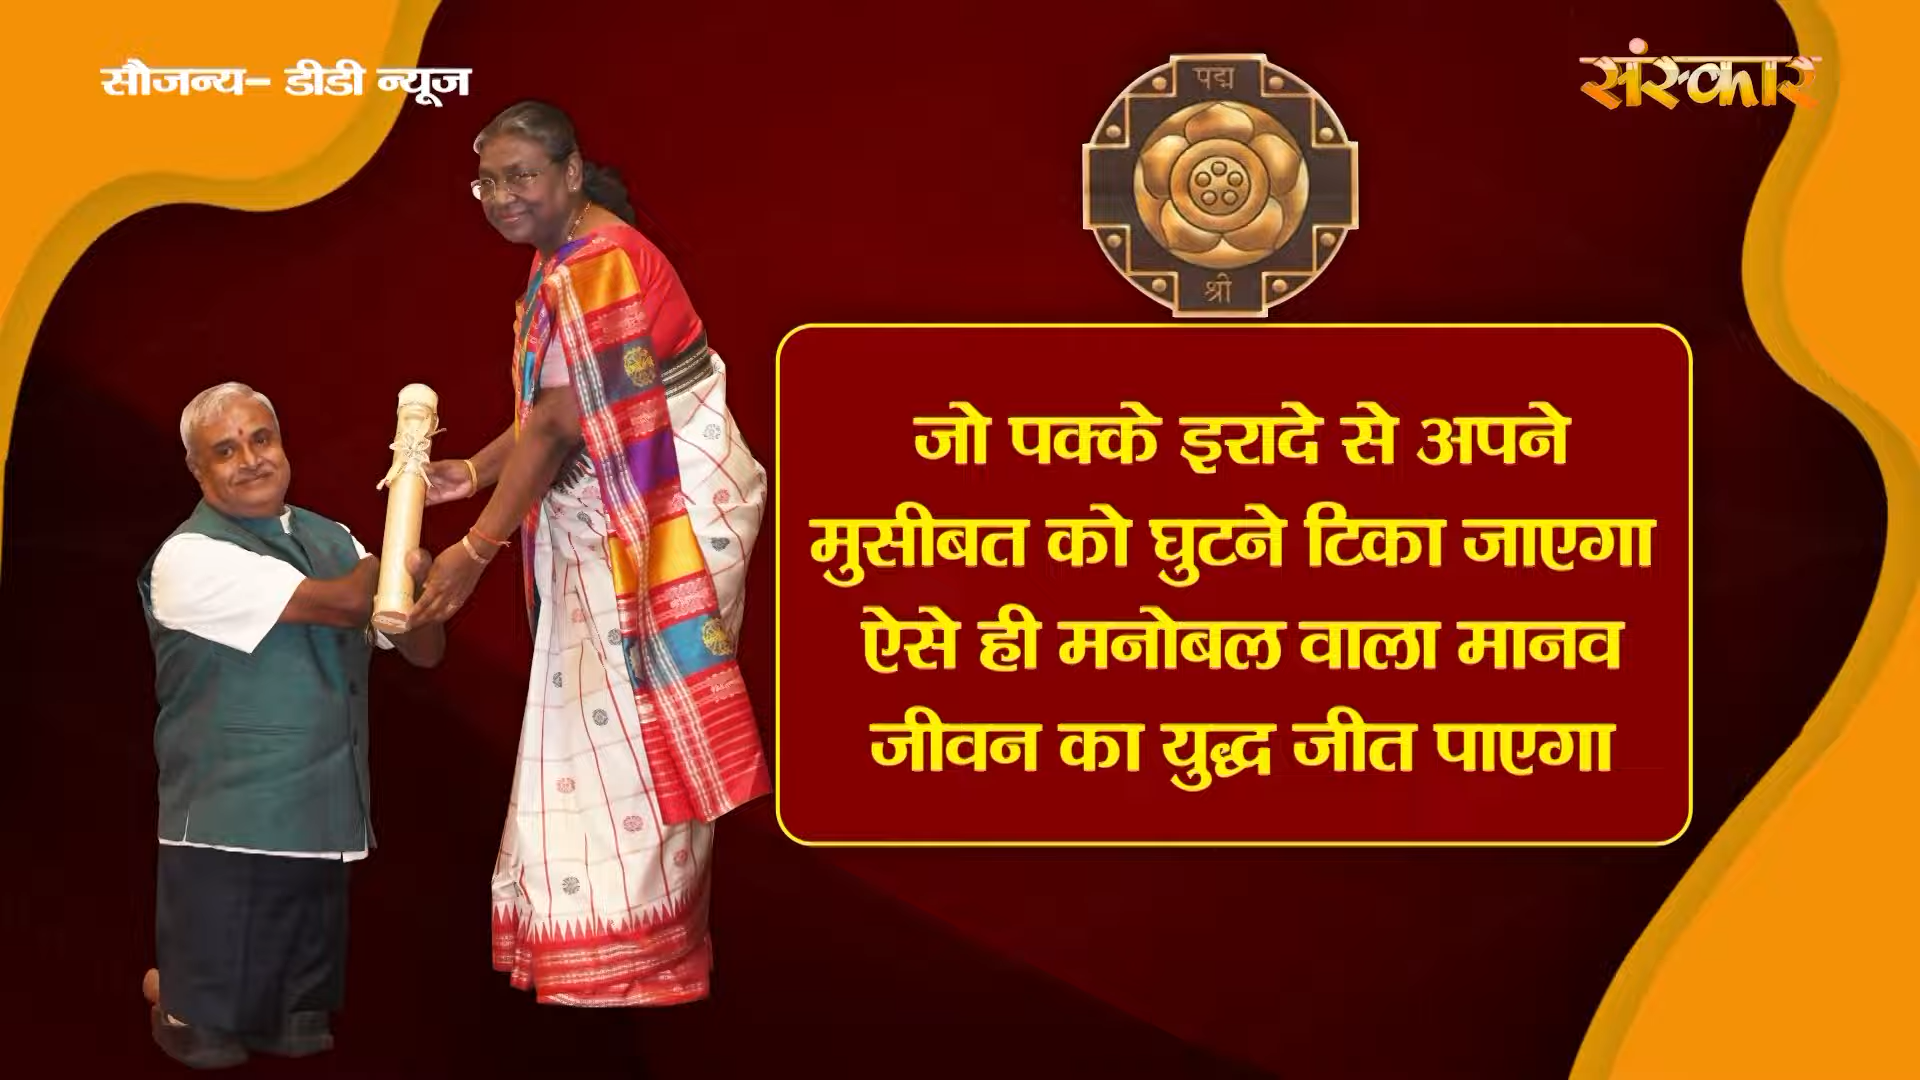 सौजन्य- डीडी न्यूज
संस्कार
पद्म
श्री
जो पक्के इरादे से अपने
मुसीबत को घुटने टिका जाएगा
ऐसे ही मनोबल वाला मानव
जीवन का युद्ध जीत पाएगा